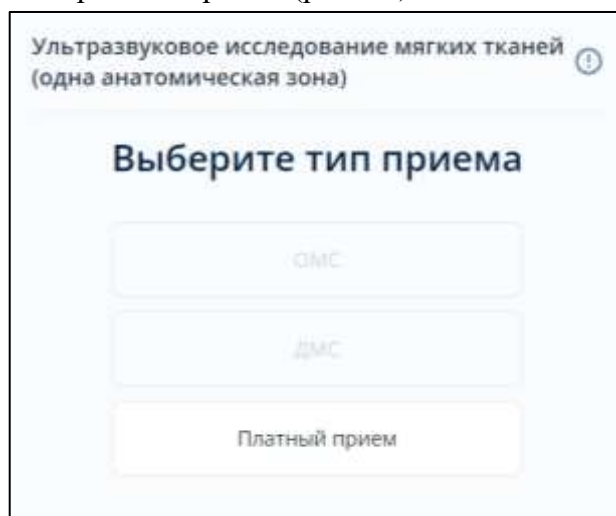 Ультразвуковое исследование мягких тканей
(одна анатомическая зона)
Выберите тип приема
ОМС
ДМС
Платный прием